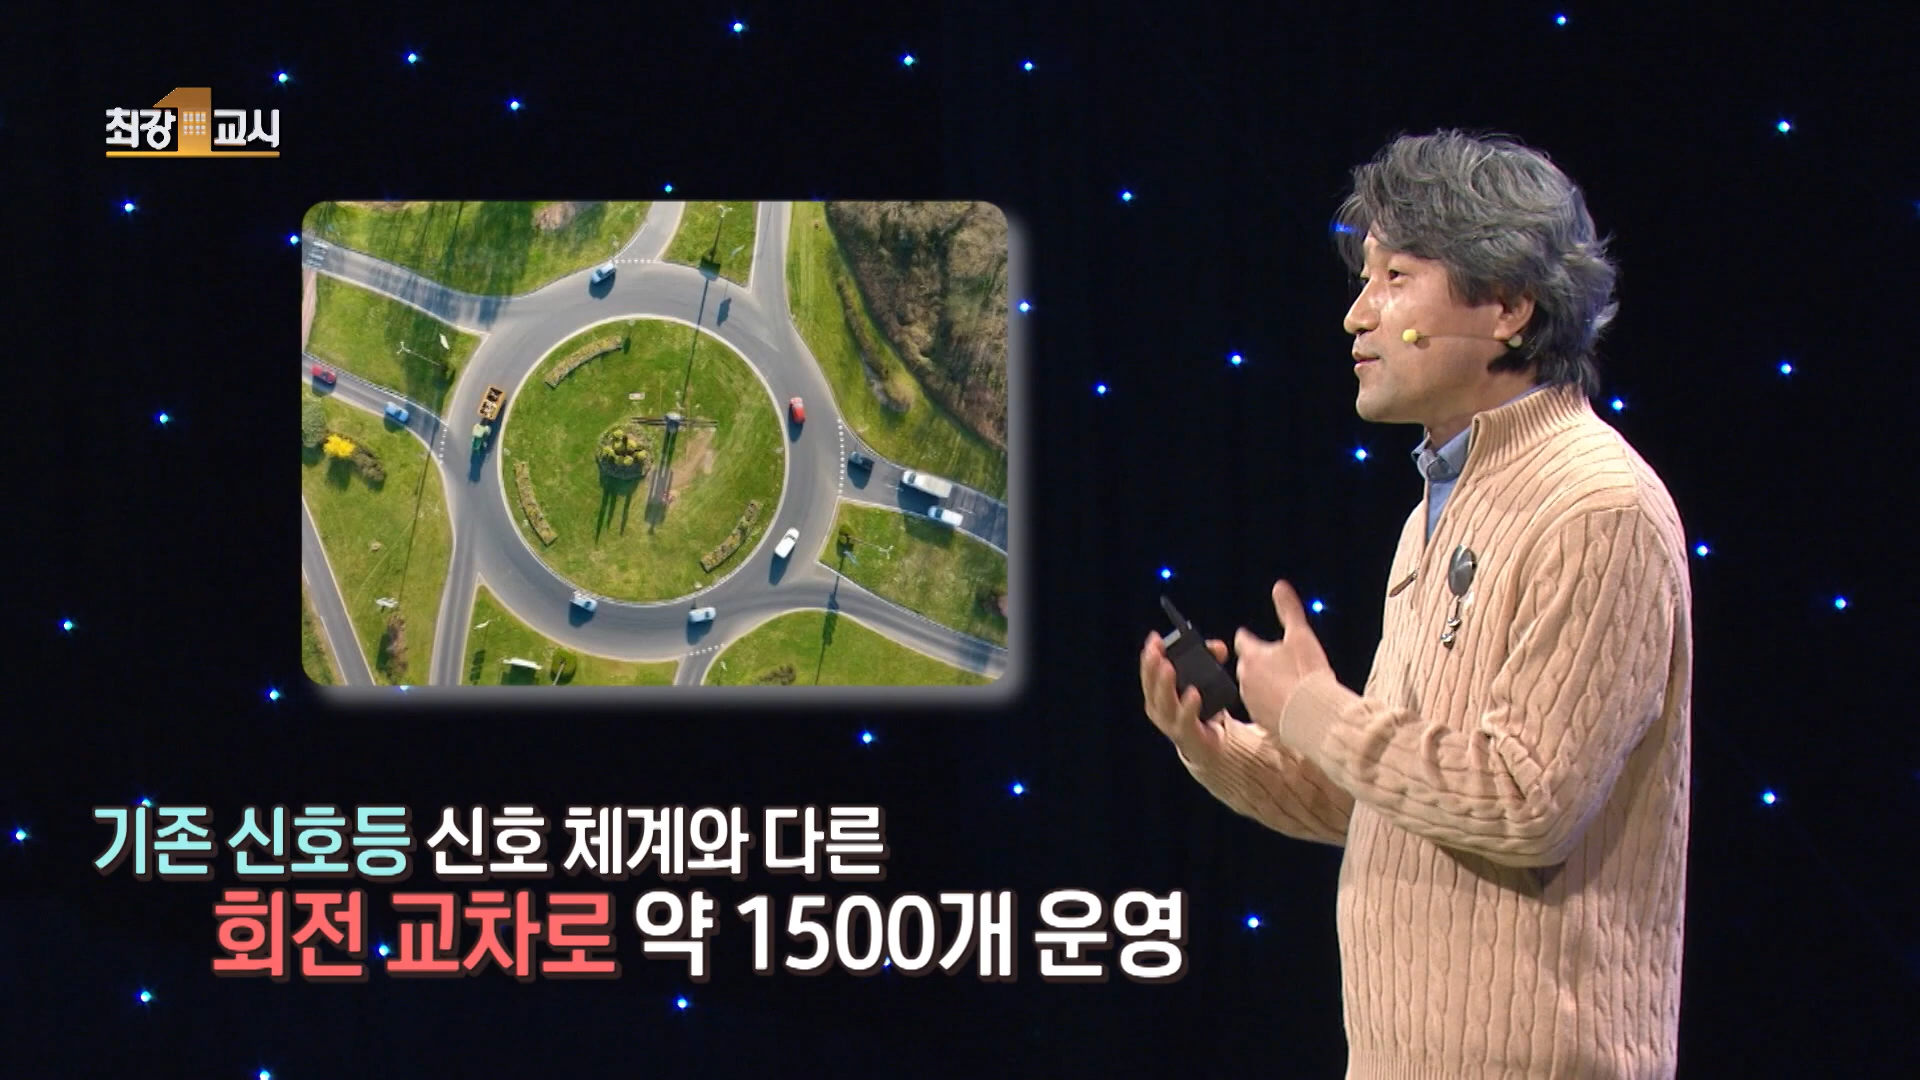 최강1교시
기존 신호등 신호 체계와 다른
회전 교차로 약 1500개 운영